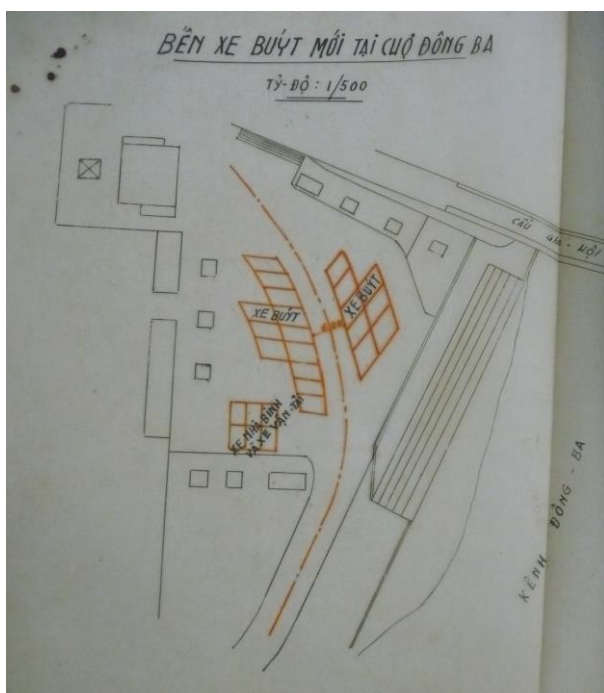 BẾN XE BUÝT MỚI TẠI CHỢ ĐÔNG BA
TỶ-ĐỘ: 1/500
CẦU GIA-HỘI
XE BUÝT
XE BUÝT
XE NHÀ BINH
VÀ XE VẬN-TẢI
KÊNH ĐÔNG-BA